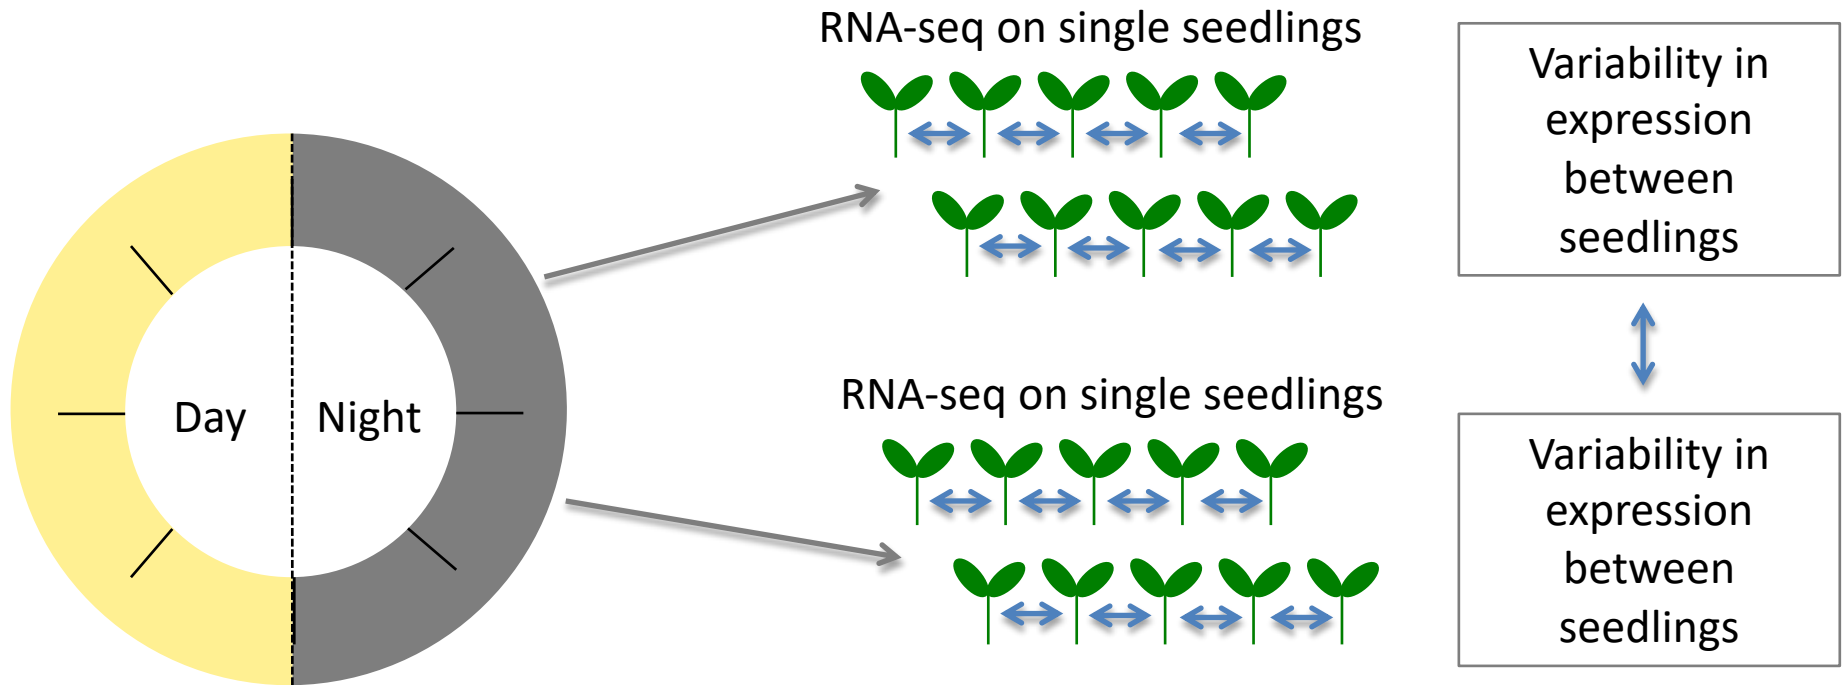 RNA-seq on single seedlings
Variability in
expression
between
seedlings
Day
Night
RNA-seq on single seedlings
Variability in
expression
between
seedlings